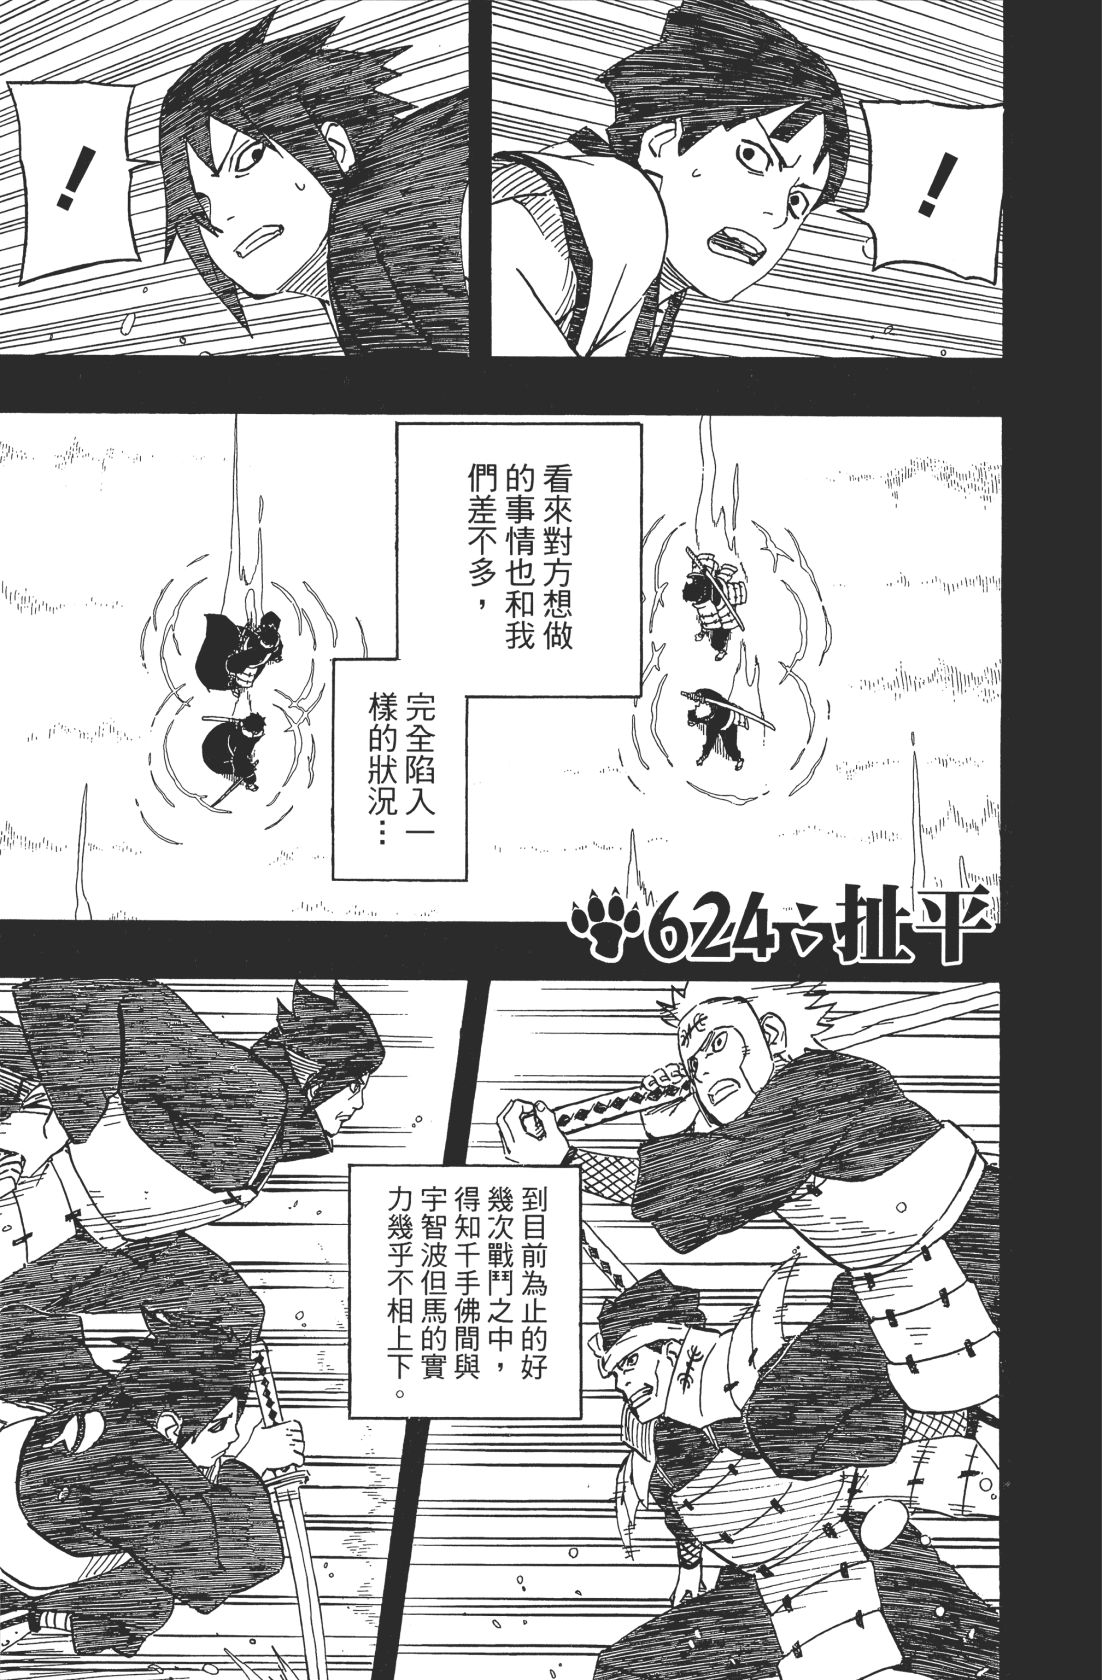 ！
！
看來對方想做
的事情也和我
們差不多，
完全陷入一
樣的狀況…
624：扯平
到目前為止的好
幾次戰鬥之中，
得知千手佛間與
宇智波但馬的實
力幾乎不相上下。